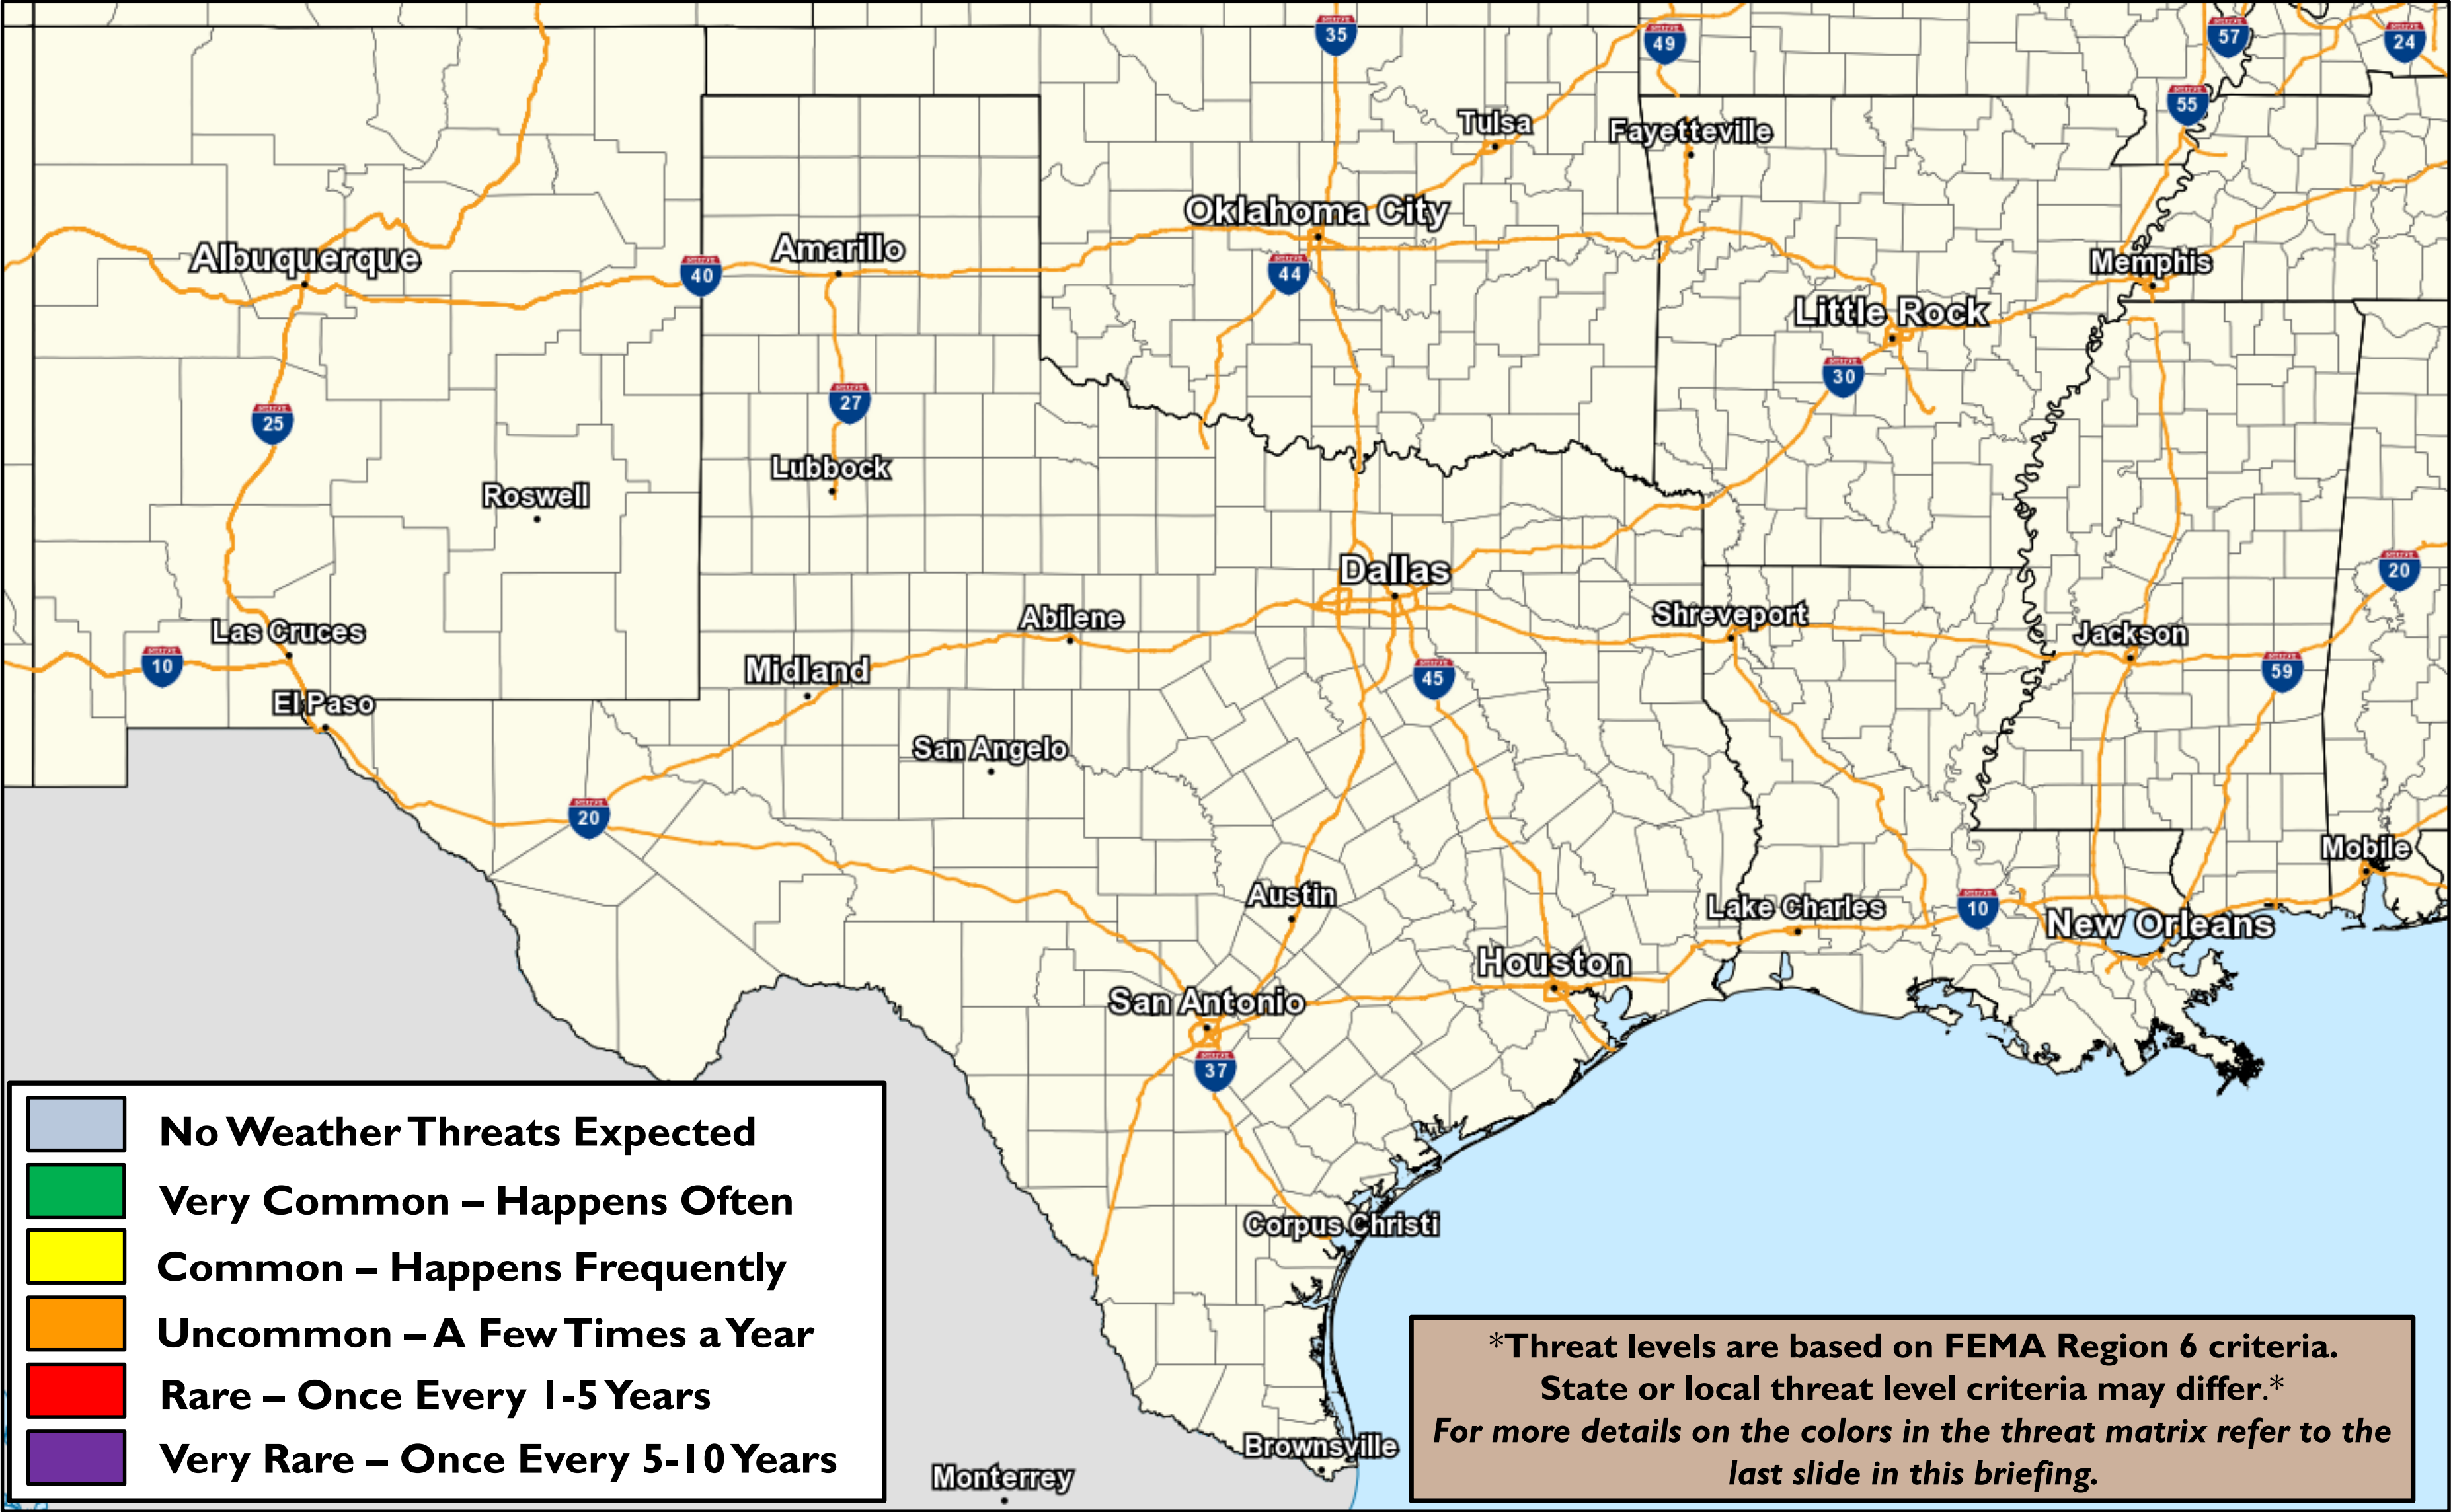 35
49
57
24
55
Tulsa
Fayetteville
Oklahoma City
Albuquerque
Amarillo
40
44
Memphis
Little Rock
30
27
25
Lubbock
Roswell
Dallas
20
Las Cruces
Abilene
Shreveport
Jackson
10
Midland
45
59
El Paso
San Angelo
20
Mobile
Austin
Lake Charles
10
New Orleans
Houston
San Antonio
37
Corpus Christi
Brownsville
Monterrey
No Weather Threats Expected
Very Common – Happens Often
Common – Happens Frequently
Uncommon – A Few Times a Year
Rare – Once Every 1-5 Years
Very Rare – Once Every 5-10 Years
*Threat levels are based on FEMA Region 6 criteria.
State or local threat level criteria may differ.*
For more details on the colors in the threat matrix refer to the
last slide in this briefing.